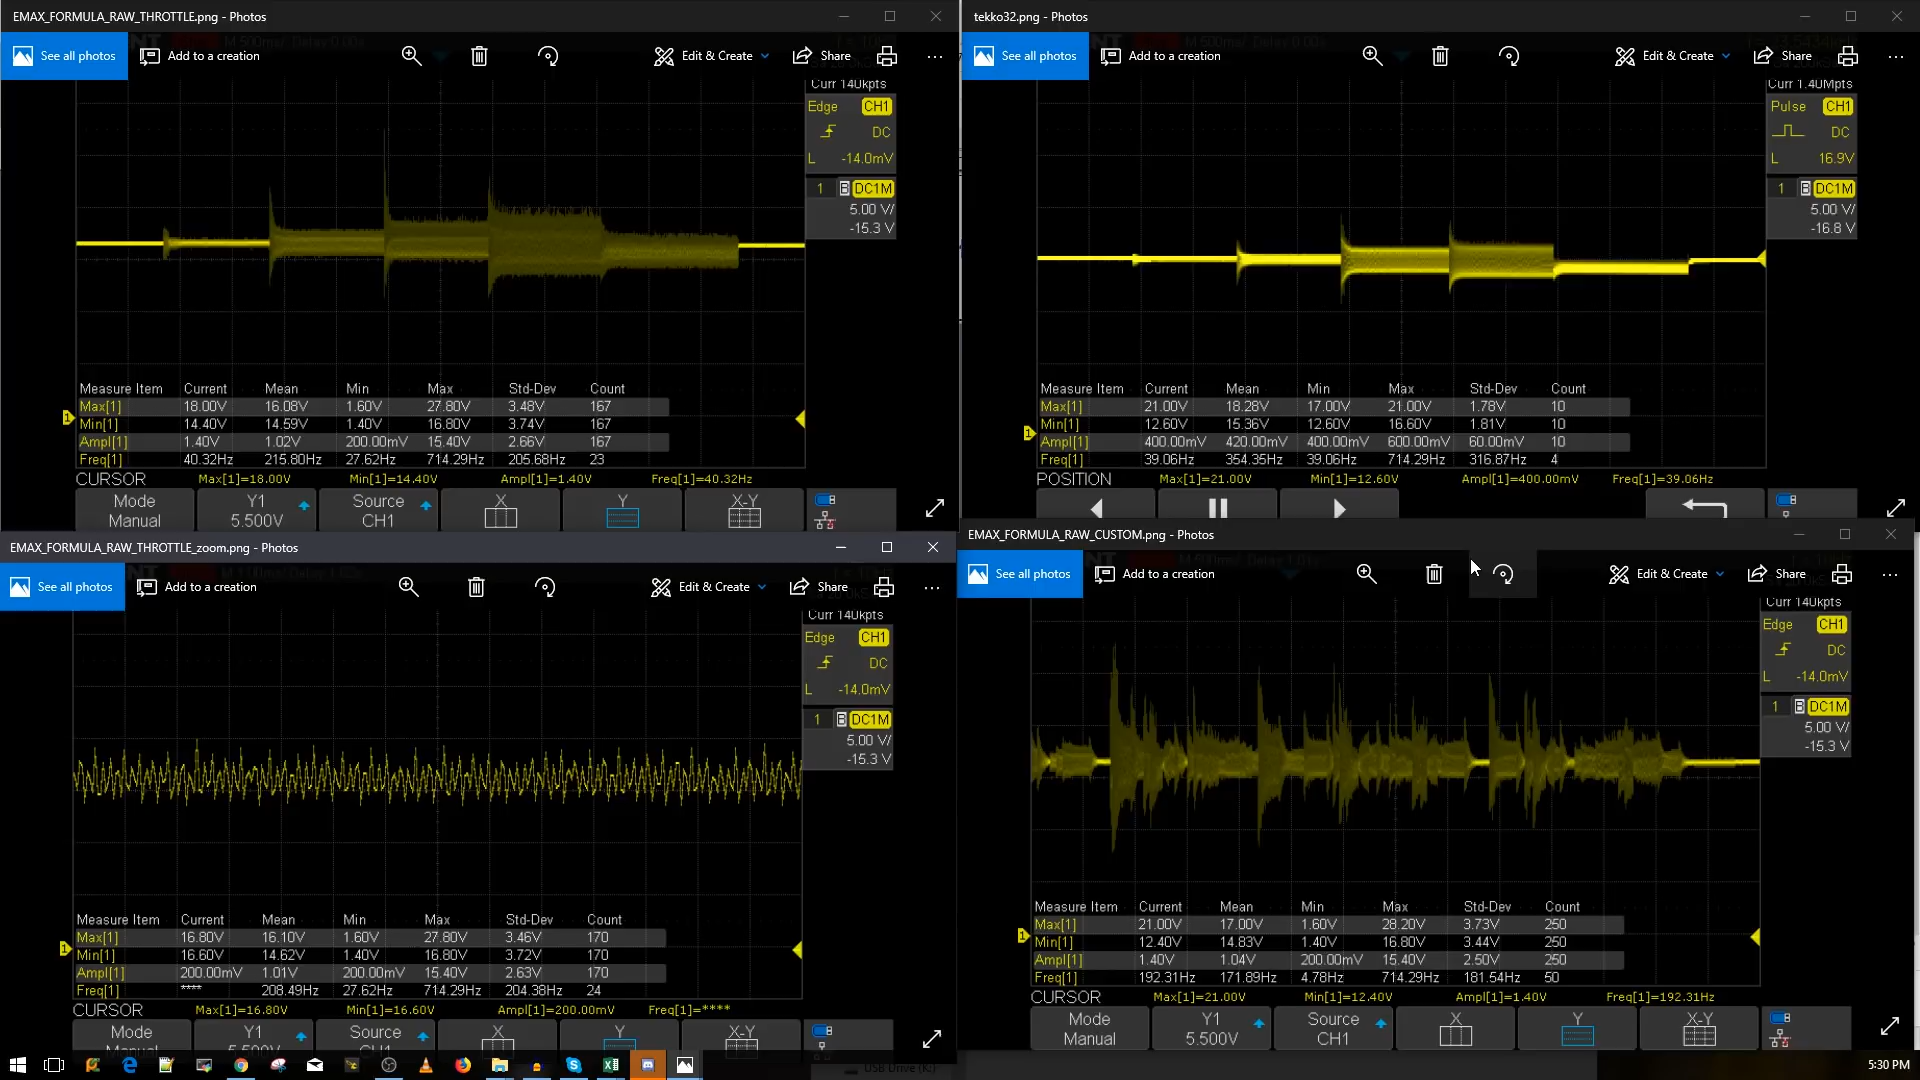 EMAX_FORMULA_RAW_THROTTLE.png - Photos
See all photos
Add to a creation
Edit & Create
Share
Curr 140kpts
Edge CH1
DC
L -14.0mV
1 B DC1M
5.00 V/
-15.3 V
Measure Item Current Mean Min Max Std-Dev Count
Max[1] 18.00V 16.08V 1.60V 27.80V 3.48V 167
Min[1] 14.40V 14.59V 1.40V 16.80V 3.74V 167
Ampl[1] 1.40V 1.02V 200.00mV 15.40V 2.66V 167
Freq[1] 40.32Hz 215.80Hz 27.62Hz 714.29Hz 205.68Hz 23
CURSOR Max[1]=18.00V Min[1]=14.40V Ampl[1]=1.40V Freq[1]=40.32Hz
Mode Manual
Y1 5.500V
Source CH1
X
Y
X-Y
tekko32.png - Photos
See all photos
Add to a creation
Edit & Create
Share
Curr 1.40Mpts
Pulse CH1
DC
L 16.9V
1 B DC1M
5.00 V/
-16.8 V
Measure Item Current Mean Min Max Std-Dev Count
Max[1] 21.00V 18.28V 17.00V 21.00V 1.78V 10
Min[1] 12.60V 15.36V 12.60V 16.60V 1.81V 10
Ampl[1] 400.00mV 420.00mV 400.00mV 600.00mV 60.00mV 10
Freq[1] 39.06Hz 354.35Hz 39.06Hz 714.29Hz 316.87Hz 4
POSITION Max[1]=21.00V Min[1]=12.60V Ampl[1]=400.00mV Freq[1]=39.06Hz
EMAX_FORMULA_RAW_THROTTLE_zoom.png - Photos
See all photos
Add to a creation
Edit & Create
Share
Curr 140kpts
Edge CH1
DC
L -14.0mV
1 B DC1M
5.00 V/
-15.3 V
Measure Item Current Mean Min Max Std-Dev Count
Max[1] 16.80V 16.10V 1.60V 27.80V 3.46V 170
Min[1] 16.60V 14.62V 1.40V 16.80V 3.72V 170
Ampl[1] 200.00mV 1.01V 200.00mV 15.40V 2.63V 170
Freq[1] **** 208.49Hz 27.62Hz 714.29Hz 204.38Hz 24
CURSOR Max[1]=16.80V Min[1]=16.60V Ampl[1]=200.00mV Freq[1]=****
Mode Manual
Y1 5.500V
Source CH1
X
Y
X-Y
EMAX_FORMULA_RAW_CUSTOM.png - Photos
See all photos
Add to a creation
Edit & Create
Share
Curr 140kpts
Edge CH1
DC
L -14.0mV
1 B DC1M
5.00 V/
-15.3 V
Measure Item Current Mean Min Max Std-Dev Count
Max[1] 21.00V 17.00V 1.60V 28.20V 3.73V 250
Min[1] 12.40V 14.83V 1.40V 16.80V 3.44V 250
Ampl[1] 1.40V 1.04V 200.00mV 15.40V 2.50V 250
Freq[1] 192.31Hz 171.89Hz 4.78Hz 714.29Hz 181.54Hz 50
CURSOR Max[1]=21.00V Min[1]=12.40V Ampl[1]=1.40V Freq[1]=192.31Hz
Mode Manual
Y1 5.500V
Source CH1
X
Y
X-Y
USB Drive (K:)
5:30 PM